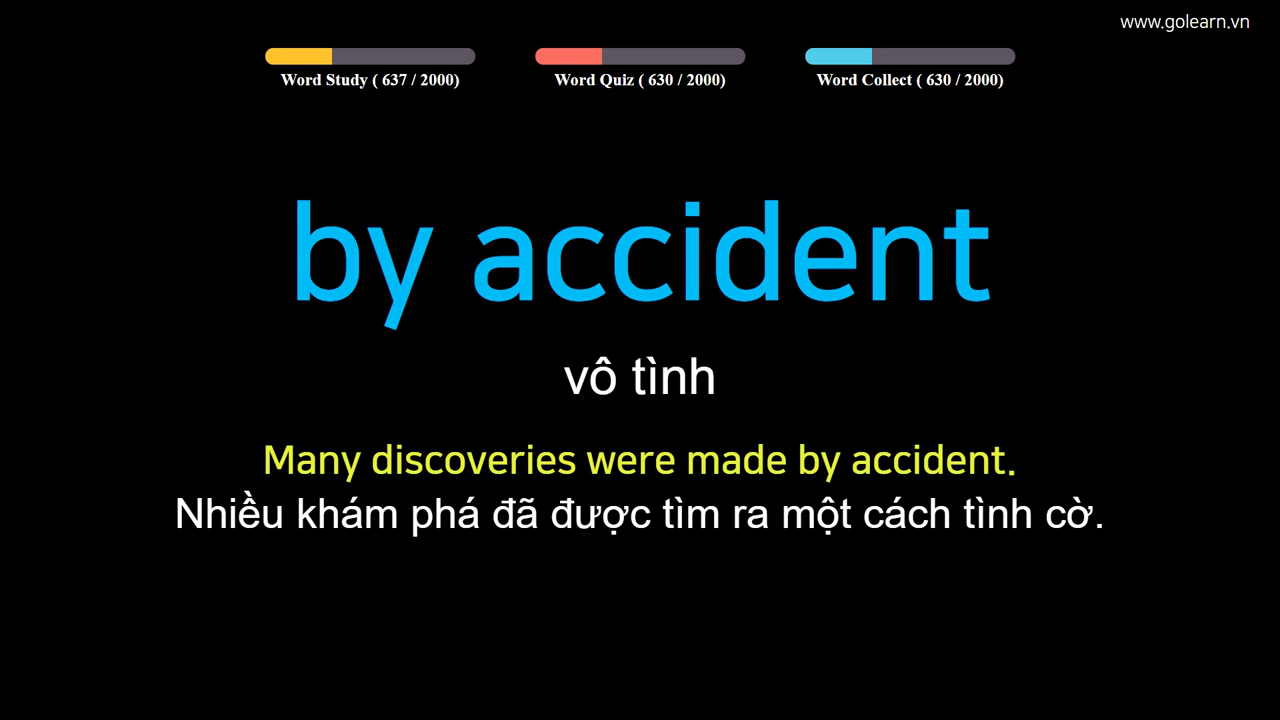 www.golearn.vn
Word Study ( 637 / 2000)
Word Quiz ( 630 / 2000)
Word Collect ( 630 / 2000)
by accident
vô tình
Many discoveries were made by accident.
Nhiều khám phá đã được tìm ra một cách tình cờ.